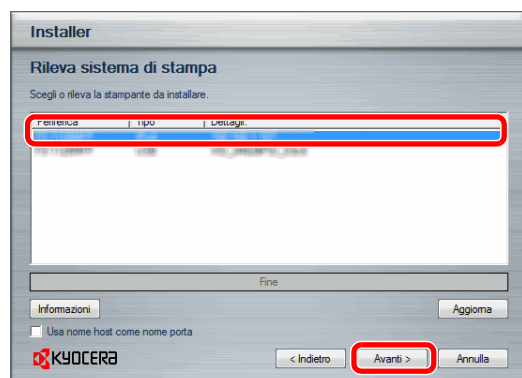 Installer
Rileva sistema di stampa
Scegli o rileva la stampante da installare.
Periferica Tipo Dettagli:
Fine
Informazioni Aggiorna
Usa nome host come nome porta
KYOCERA < Indietro Avanti > Annulla